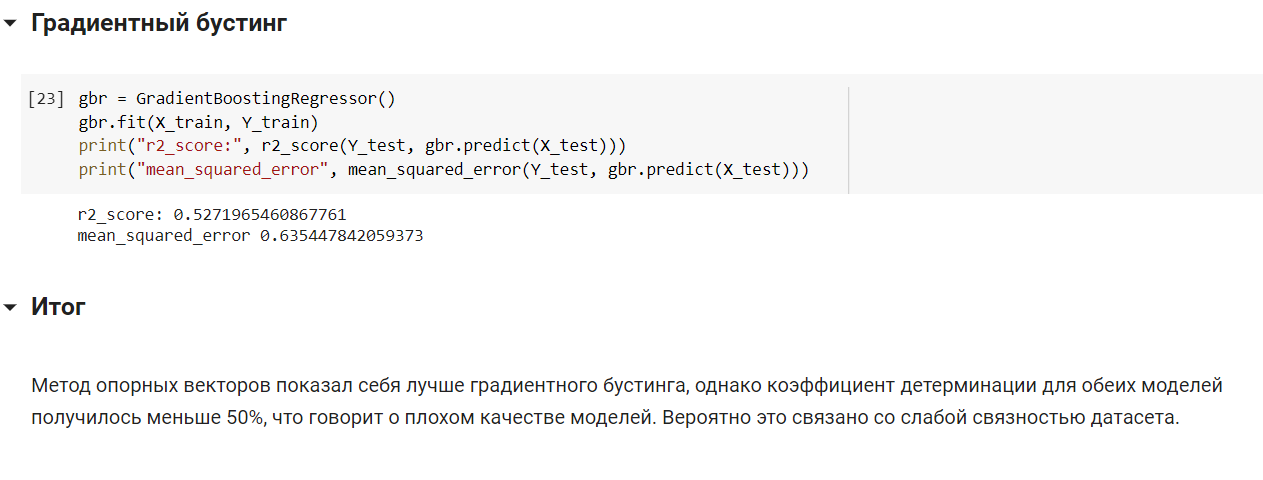 Градиентный бустинг
[23] gbr = GradientBoostingRegressor()
gbr.fit(X_train, Y_train)
print("r2_score:", r2_score(Y_test, gbr.predict(X_test)))
print("mean_squared_error", mean_squared_error(Y_test, gbr.predict(X_test)))
r2_score: 0.5271965460867761
mean_squared_error 0.635447842059373
Итог
Метод опорных векторов показал себя лучше градиентного бустинга, однако коэффициент детерминации для обеих моделей
получилось меньше 50%, что говорит о плохом качестве моделей. Вероятно это связано со слабой связностью датасета.